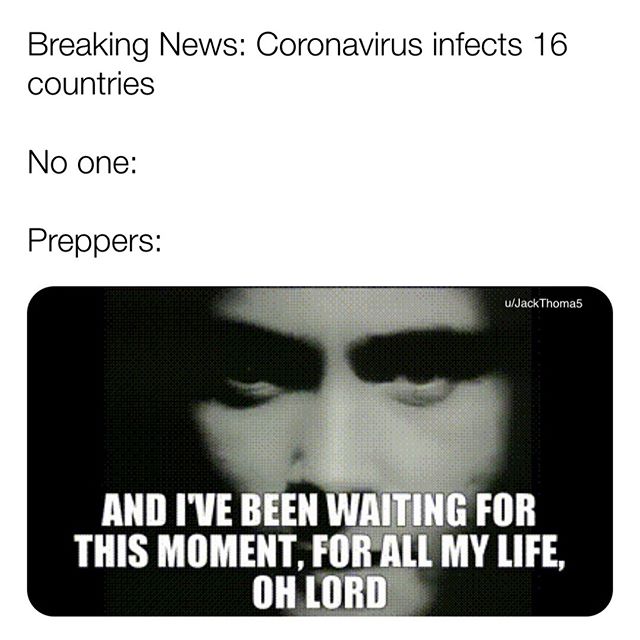 Breaking News: Coronavirus infects 16
countries
No one:
Preppers:
u/JackThoma5
AND I'VE BEEN WAITING FOR
THIS MOMENT, FOR ALL MY LIFE,
OH LORD